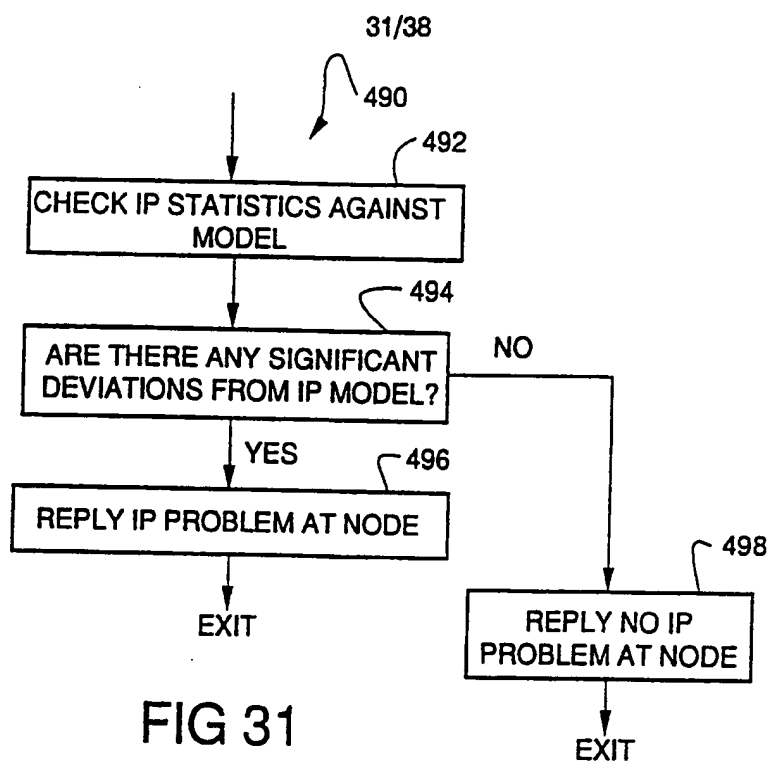 31/38
490
492
CHECK IP STATISTICS AGAINST
MODEL
494
ARE THERE ANY SIGNIFICANT
DEVIATIONS FROM IP MODEL?
NO
YES
496
REPLY IP PROBLEM AT NODE
EXIT
498
REPLY NO IP
PROBLEM AT NODE
EXIT
FIG 31